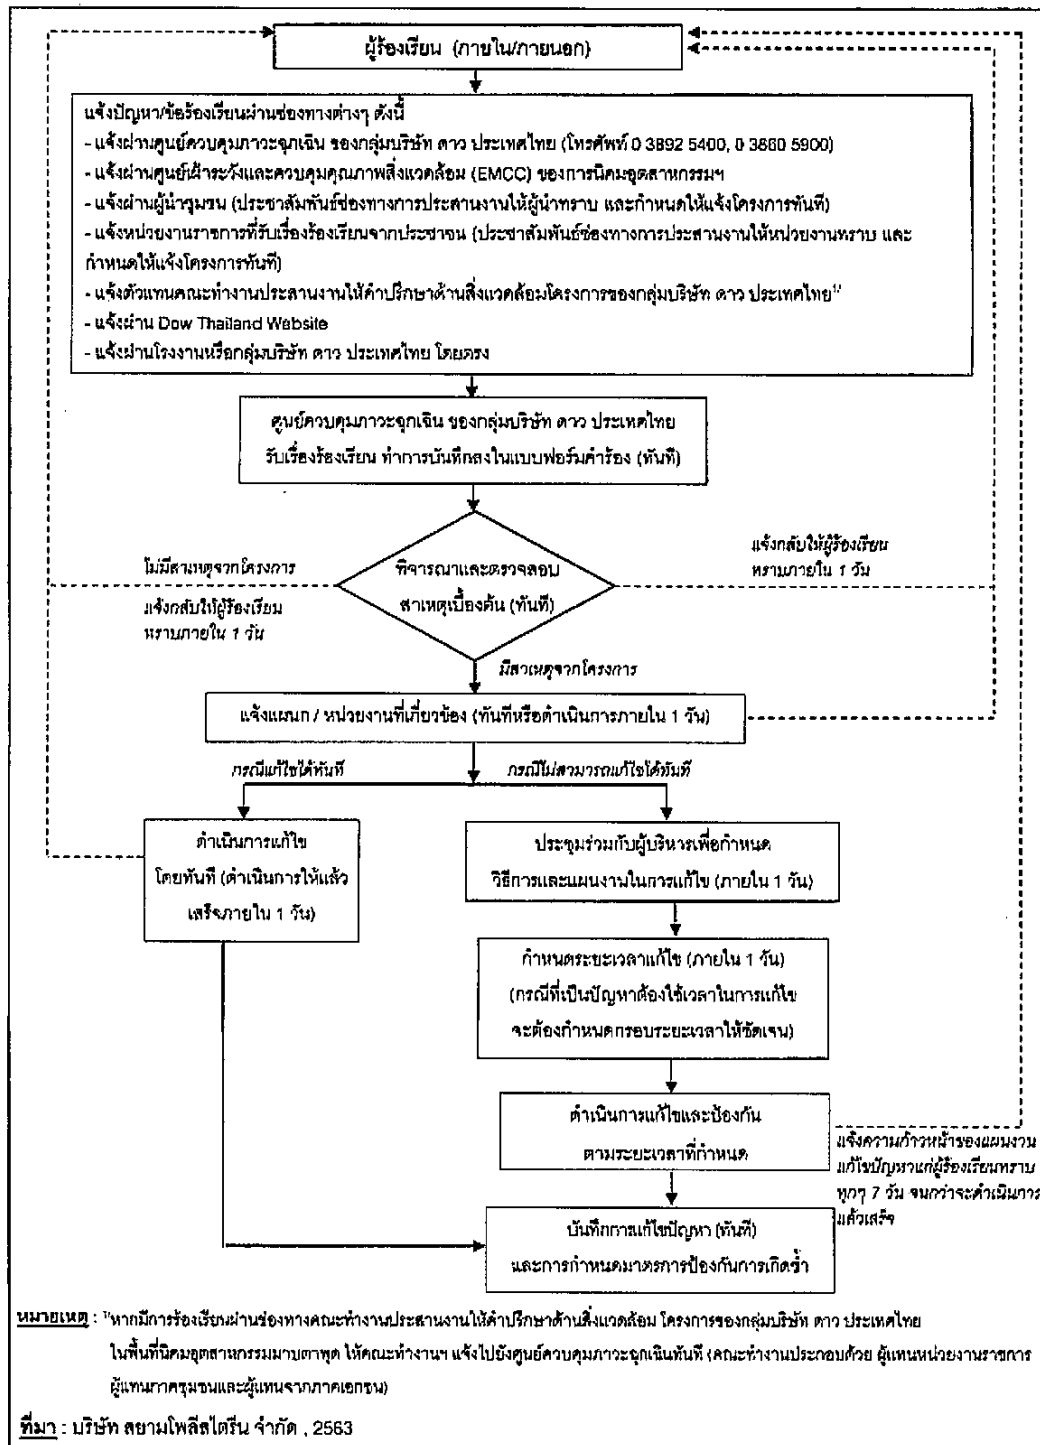 ผู้ร้องเรียน (ภายใน/ภายนอก)
แจ้งปัญหา/ข้อร้องเรียนผ่านช่องทางต่างๆ ดังนี้
- แจ้งผ่านศูนย์ควบคุมภาวะฉุกเฉิน ของกลุ่มบริษัท ดาว ประเทศไทย (โทรศัพท์ 0 3892 5400, 0 3860 5900)
- แจ้งผ่านศูนย์เฝ้าระวังและควบคุมคุณภาพสิ่งแวดล้อม (EMCC) ของการนิคมอุตสาหกรรมฯ
- แจ้งผ่านผู้นำชุมชน (ประชาสัมพันธ์ช่องทางการประสานงานให้ผู้นำทราบ และกำหนดให้แจ้งโครงการทันที)
- แจ้งหน่วยงานราชการที่รับเรื่องร้องเรียนจากประชาชน (ประชาสัมพันธ์ช่องทางการประสานงานให้หน่วยงานทราบ และ
กำหนดให้แจ้งโครงการทันที)
- แจ้งตัวแทนคณะทำงานประสานงานให้คำปรึกษาด้านสิ่งแวดล้อมโครงการของกลุ่มบริษัท ดาว ประเทศไทย1/
- แจ้งผ่าน Dow Thailand Website
- แจ้งผ่านโรงงานหรือกลุ่มบริษัท ดาว ประเทศไทย โดยตรง
ศูนย์ควบคุมภาวะฉุกเฉิน ของกลุ่มบริษัท ดาว ประเทศไทย
รับเรื่องร้องเรียน ทำการบันทึกลงในแบบฟอร์มคำร้อง (ทันที)
ไม่มีสาเหตุจากโครงการ
แจ้งกลับให้ผู้ร้องเรียน
ทราบภายใน 1 วัน
พิจารณาและตรวจสอบ
สาเหตุเบื้องต้น (ทันที)
แจ้งกลับให้ผู้ร้องเรียน
ทราบภายใน 1 วัน
มีสาเหตุจากโครงการ
แจ้งแผนก / หน่วยงานที่เกี่ยวข้อง (ทันทีหรือดำเนินการภายใน 1 วัน)
กรณีแก้ไขได้ทันที
กรณีไม่สามารถแก้ไขได้ทันที
ดำเนินการแก้ไข
โดยทันที (ดำเนินการให้แล้ว
เสร็จภายใน 1 วัน)
ประชุมร่วมกับผู้บริหารเพื่อกำหนด
วิธีการและแผนงานในการแก้ไข (ภายใน 1 วัน)
กำหนดระยะเวลาแก้ไข (ภายใน 1 วัน)
(กรณีที่เป็นปัญหาต้องใช้เวลาในการแก้ไข
จะต้องกำหนดกรอบระยะเวลาให้ชัดเจน)
ดำเนินการแก้ไขและป้องกัน
ตามระยะเวลาที่กำหนด
แจ้งความก้าวหน้าของแผนงาน
แก้ไขปัญหาแก่ผู้ร้องเรียนทราบ
ทุกๆ 7 วัน จนกว่าจะดำเนินการ
แล้วเสร็จ
บันทึกการแก้ไขปัญหา (ทันที)
และการกำหนดมาตรการป้องกันการเกิดซ้ำ
หมายเหตุ : 1/หากมีการร้องเรียนผ่านช่องทางคณะทำงานประสานงานให้คำปรึกษาด้านสิ่งแวดล้อม โครงการของกลุ่มบริษัท ดาว ประเทศไทย
ในพื้นที่นิคมอุตสาหกรรมมาบตาพุด ให้คณะทำงานฯ แจ้งไปยังศูนย์ควบคุมภาวะฉุกเฉินทันที (คณะทำงานประกอบด้วย ผู้แทนหน่วยงานราชการ
ผู้แทนภาคชุมชนและผู้แทนจากภาคเอกชน)
ที่มา : บริษัท สยามโพลีสไตรีน จำกัด , 2563